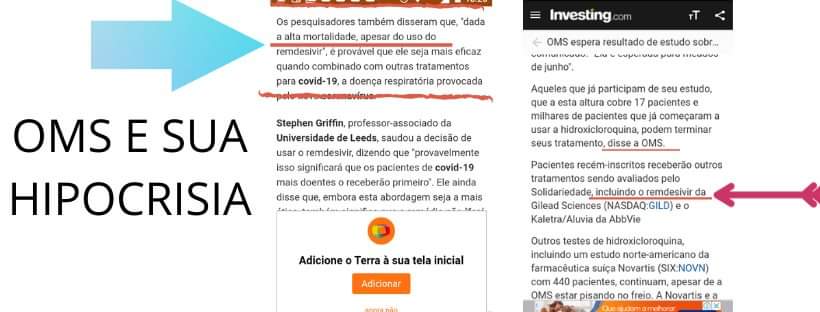 OMS E SUA
HIPOCRISIA
Os pesquisadores também disseram que, "dada
a alta mortalidade, apesar do uso do
remdesivir", é provável que ele seja mais eficaz
quando combinado com outras tratamentos
para covid-19, a doença respiratória provocada
pelo novo coronavírus.
Stephen Griffin, professor-associado da
Universidade de Leeds, saudou a decisão de
usar o remdesivir, dizendo que "provavelmente
isso significará que os pacientes de covid-19
mais doentes o receberão primeiro". Ele ainda
disse que, embora esta abordagem seja a mais
Adicione o Terra à sua tela inicial
Adicionar
agora não
Investing.com
OMS espera resultado de estudo sobr...
de junho".
Aqueles que já participam de seu estudo,
que a esta altura cobre 17 pacientes e
milhares de pacientes que já começaram a
usar a hidroxicloroquina, podem terminar
seus tratamento, disse a OMS.
Pacientes recém-inscritos receberão outros
tratamentos sendo avaliados pelo
Solidariedade, incluindo o remdesivir da
Gilead Sciences (NASDAQ:GILD) e o
Kaletra/Aluvia da AbbVie
Outros testes de hidroxicloroquina,
incluindo um estudo norte-americano da
farmacêutica suíça Novartis (SIX:NOVN)
com 440 pacientes, continuam, apesar de a
OMS estar pisando no freio. A Novartis e a
Que ajudam a melhorar